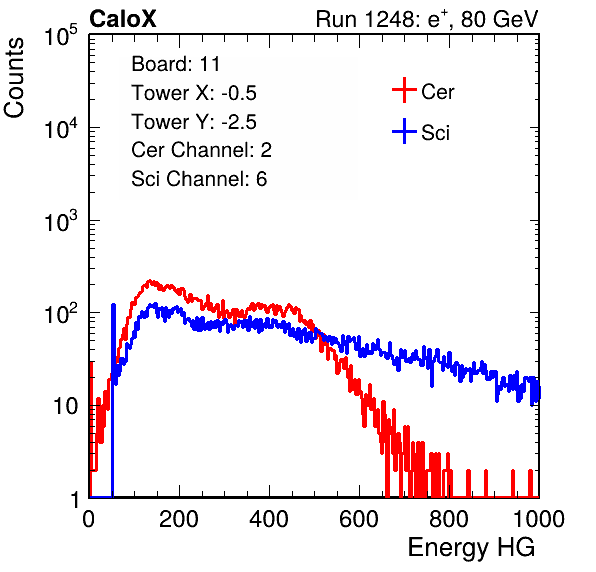 CaloX Run 1248: e⁺, 80 GeV
Counts
Board: 11
Tower X: -0.5
Tower Y: -2.5
Cer Channel: 2
Sci Channel: 6
Cer
Sci
10⁵
10⁴
10³
10²
10
1
0 200 400 600 800 1000
Energy HG